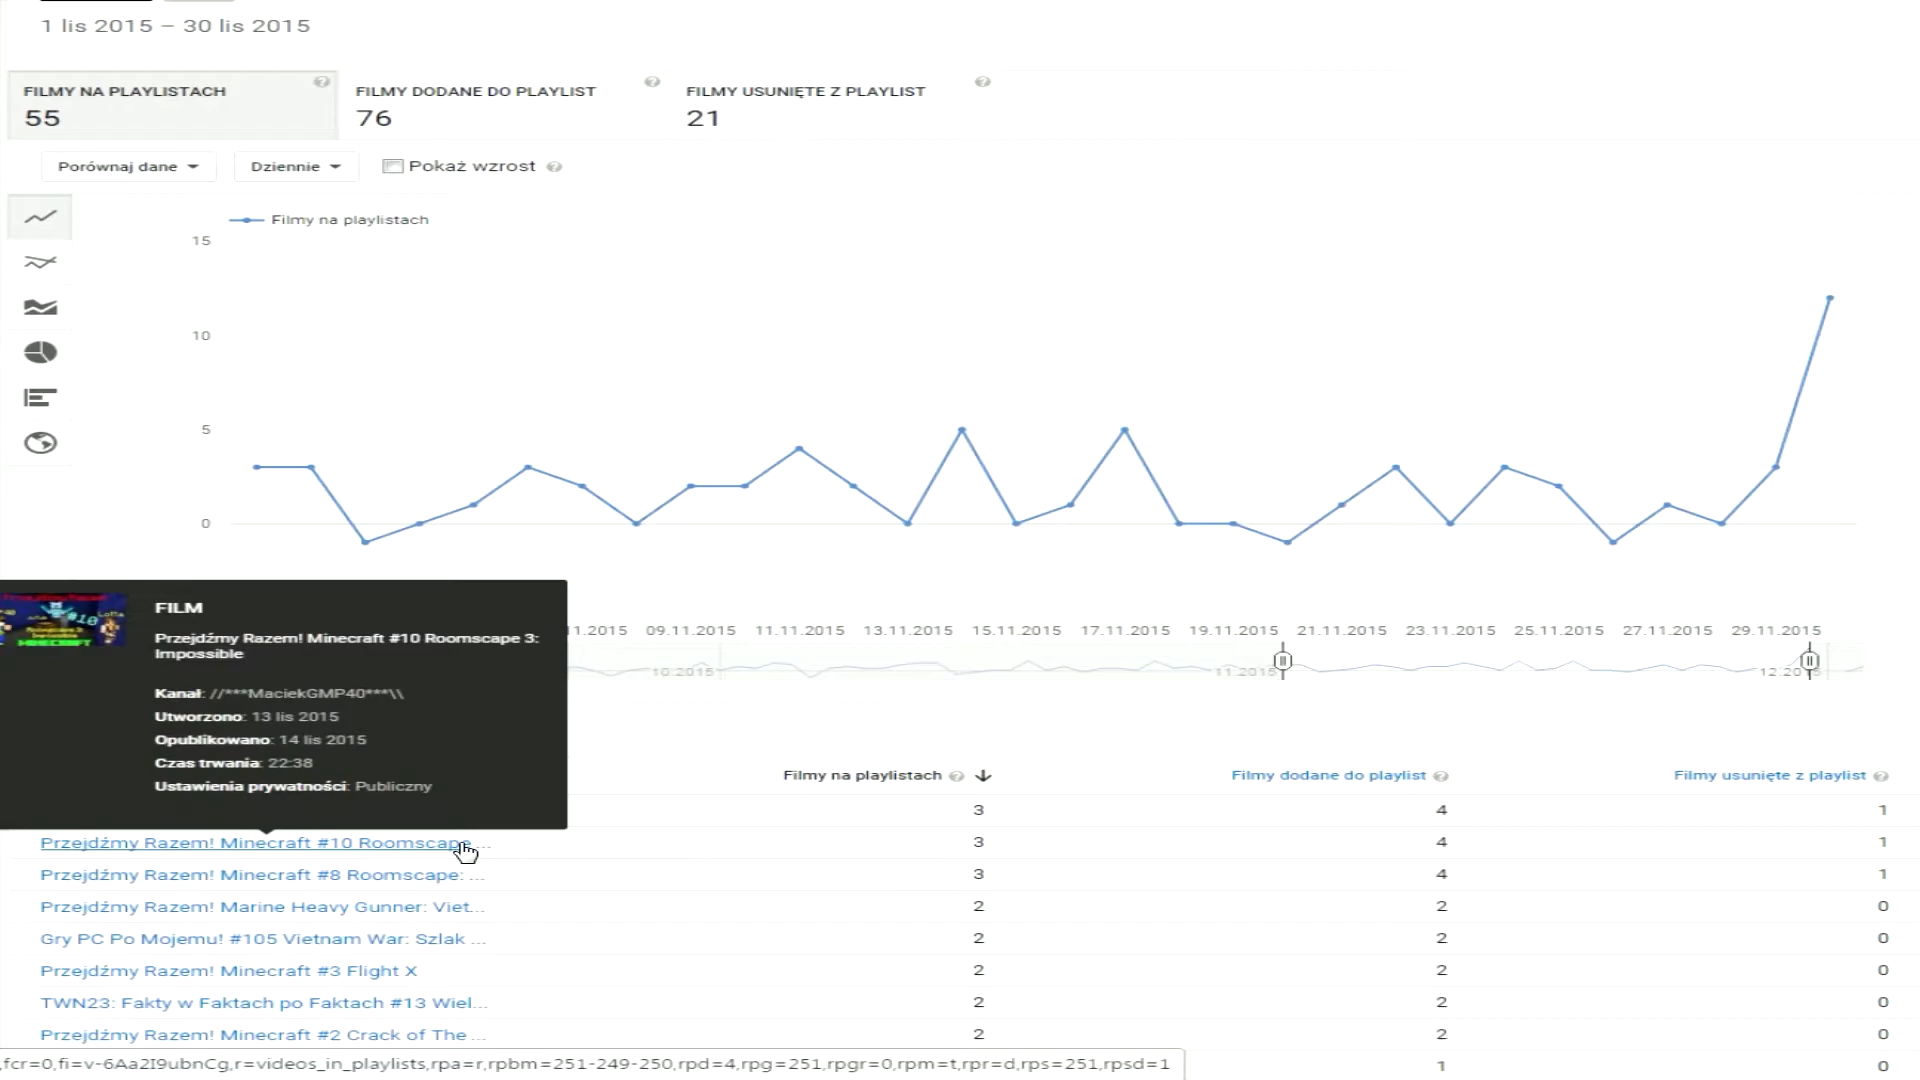 1 lis 2015 – 30 lis 2015
FILMY NA PLAYLISTACH
55
FILMY DODANE DO PLAYLIST
76
FILMY USUNIĘTE Z PLAYLIST
21
Porównaj dane
Dziennie
Pokaż wzrost
Filmy na playlistach
15
10
5
0
11.2015 09.11.2015 11.11.2015 13.11.2015 15.11.2015 17.11.2015 19.11.2015 21.11.2015 23.11.2015 25.11.2015 27.11.2015 29.11.2015
10.2015 11.2015 12.2015
FILM
Przejdźmy Razem! Minecraft #10 Roomscape 3:
Impossible
Kanał: //***MaciekGMP40***\\
Utworzono: 13 lis 2015
Opublikowano: 14 lis 2015
Czas trwania: 22:38
Ustawienia prywatności: Publiczny
#10
MINECRAFT
Filmy na playlistach Filmy dodane do playlist Filmy usunięte z playlist
3 4 1
Przejdźmy Razem! Minecraft #10 Roomscape ... 3 4 1
Przejdźmy Razem! Minecraft #8 Roomscape: ... 3 4 1
Przejdźmy Razem! Marine Heavy Gunner: Viet... 2 2 0
Gry PC Po Mojemu! #105 Vietnam War: Szlak ... 2 2 0
Przejdźmy Razem! Minecraft #3 Flight X 2 2 0
TWN23: Fakty w Faktach po Faktach #13 Wiel... 2 2 0
Przejdźmy Razem! Minecraft #2 Crack of The ... 2 2 0
,fcr=0,fi=v-6Aa2I9ubnCg,r=videos_in_playlists,rpa=r,rpbm=251-249-250,rpd=4,rpg=251,rpgr=0,rpm=t,rpr=d,rps=251,rpsd=1
1 0